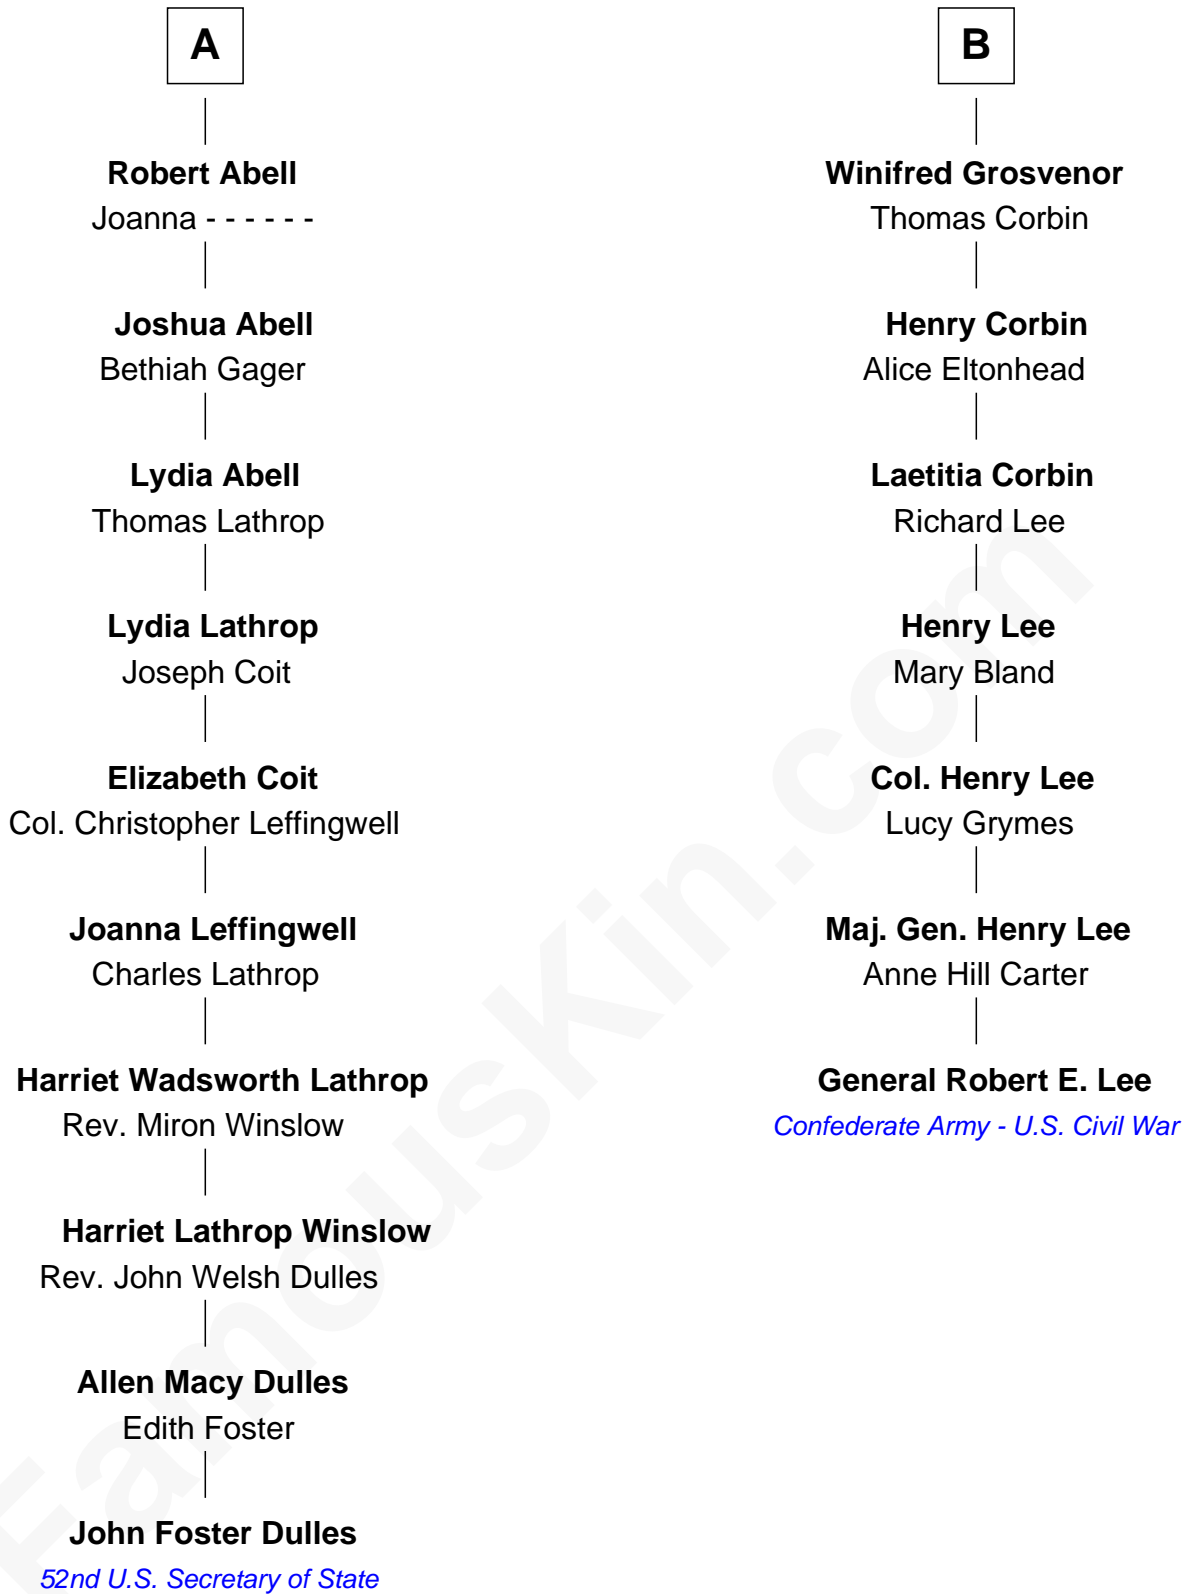 A
Robert Abell
Joanna - - - - - -
Joshua Abell
Bethiah Gager
Lydia Abell
Thomas Lathrop
Lydia Lathrop
Joseph Coit
Elizabeth Coit
Col. Christopher Leffingwell
Joanna Leffingwell
Charles Lathrop
Harriet Wadsworth Lathrop
Rev. Miron Winslow
Harriet Lathrop Winslow
Rev. John Welsh Dulles
Allen Macy Dulles
Edith Foster
John Foster Dulles
52nd U.S. Secretary of State
B
Winifred Grosvenor
Thomas Corbin
Henry Corbin
Alice Eltonhead
Laetitia Corbin
Richard Lee
Henry Lee
Mary Bland
Col. Henry Lee
Lucy Grymes
Maj. Gen. Henry Lee
Anne Hill Carter
General Robert E. Lee
Confederate Army - U.S. Civil War
FamousKin.com